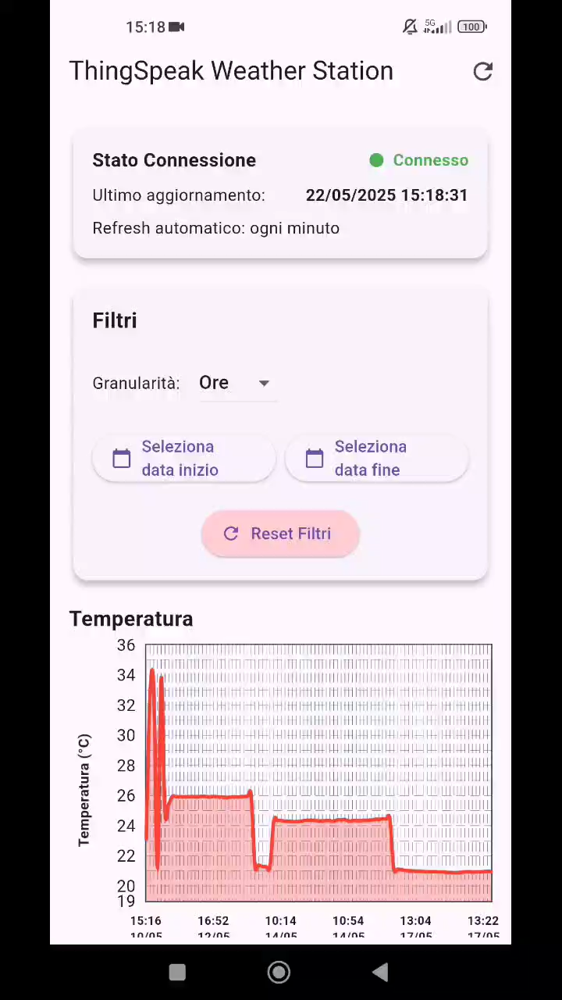 15:18
5G
100
ThingSpeak Weather Station
Stato Connessione
Connesso
Ultimo aggiornamento:
22/05/2025 15:18:31
Refresh automatico: ogni minuto
Filtri
Granularità:
Ore
Seleziona
data inizio
Seleziona
data fine
Reset Filtri
Temperatura
Temperatura (°C)
36
34
32
30
28
26
24
22
20
19
15:16 16:52 10:14 10:54 13:04 13:22
10/05 12/05 14/05 14/05 17/05 17/05